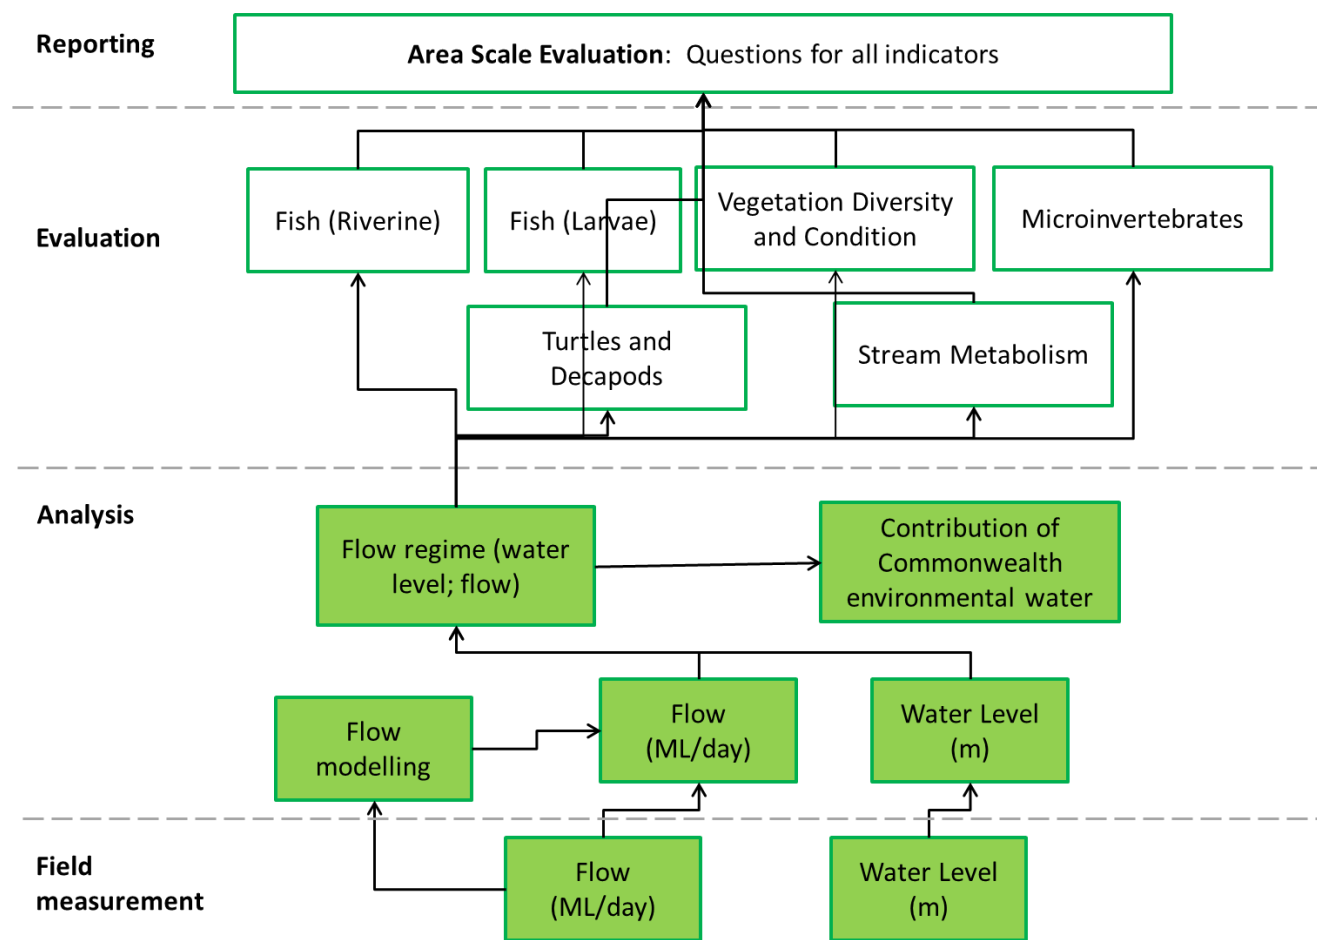 Reporting
Area Scale Evaluation: Questions for all indicators
Evaluation
Fish (Riverine)
Fish (Larvae)
Vegetation Diversity
and Condition
Microinvertebrates
Turtles and
Decapods
Stream Metabolism
Analysis
Flow regime (water
level; flow)
Contribution of
Commonwealth
environmental water
Flow
modelling
Flow
(ML/day)
Water Level
(m)
Field
measurement
Flow
(ML/day)
Water Level
(m)